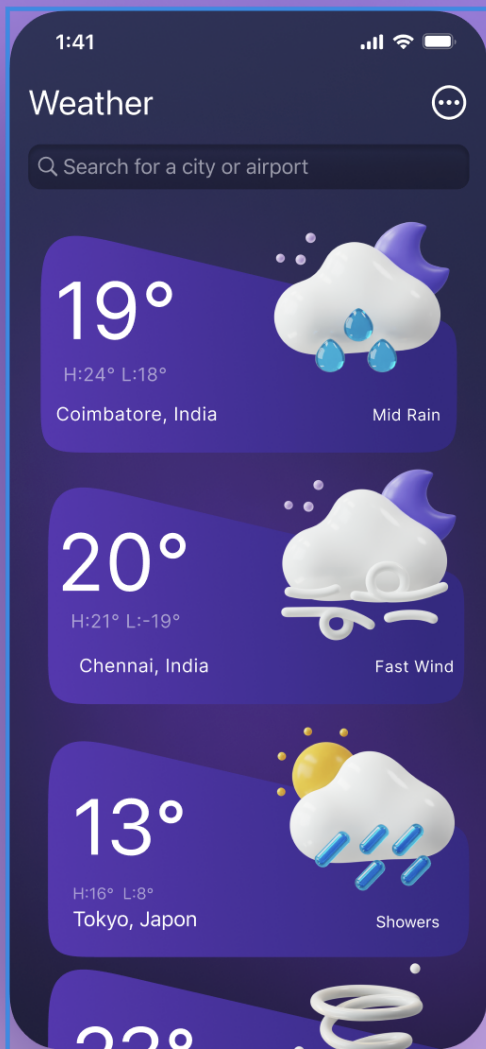 1:41
Weather
Search for a city or airport
19°
H:24° L:18°
Coimbatore, India
Mid Rain
20°
H:21° L:-19°
Chennai, India
Fast Wind
13°
H:16° L:8°
Tokyo, Japon
Showers